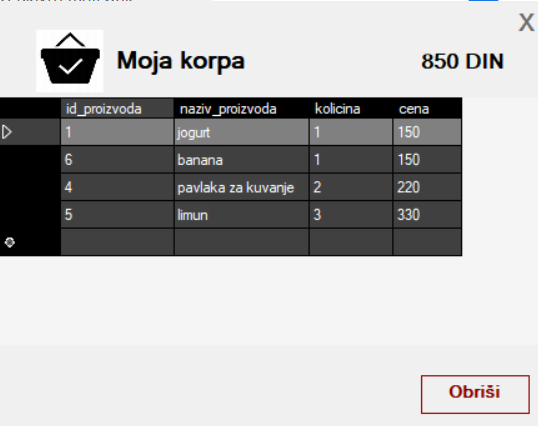 X
Moja korpa 850 DIN
id_proizvoda naziv_proizvoda kolicina cena
1 jogurt 1 150
6 banana 1 150
4 pavlaka za kuvanje 2 220
5 limun 3 330
Obriši